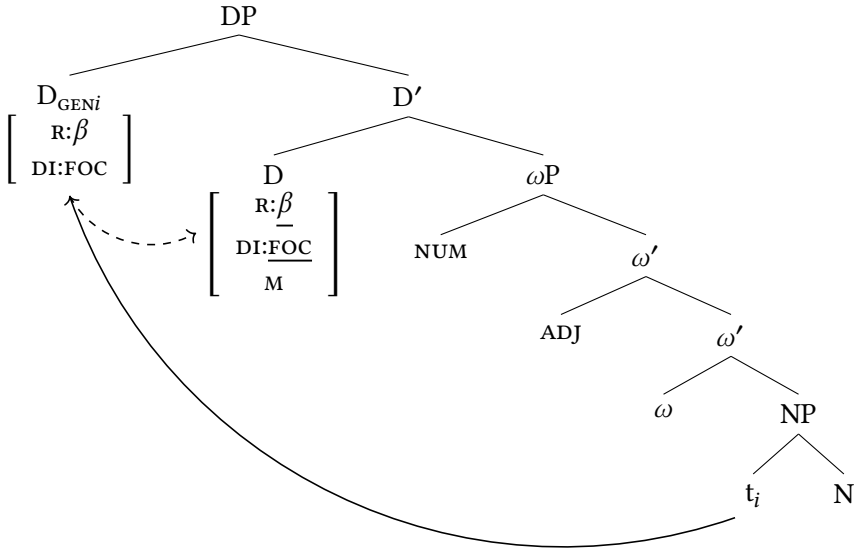 DP
D_GENi D′
R:β
DI:FOC
D ωP
R:β
DI:FOC
M
NUM ω′
ADJ ω′
ω NP
t_i N